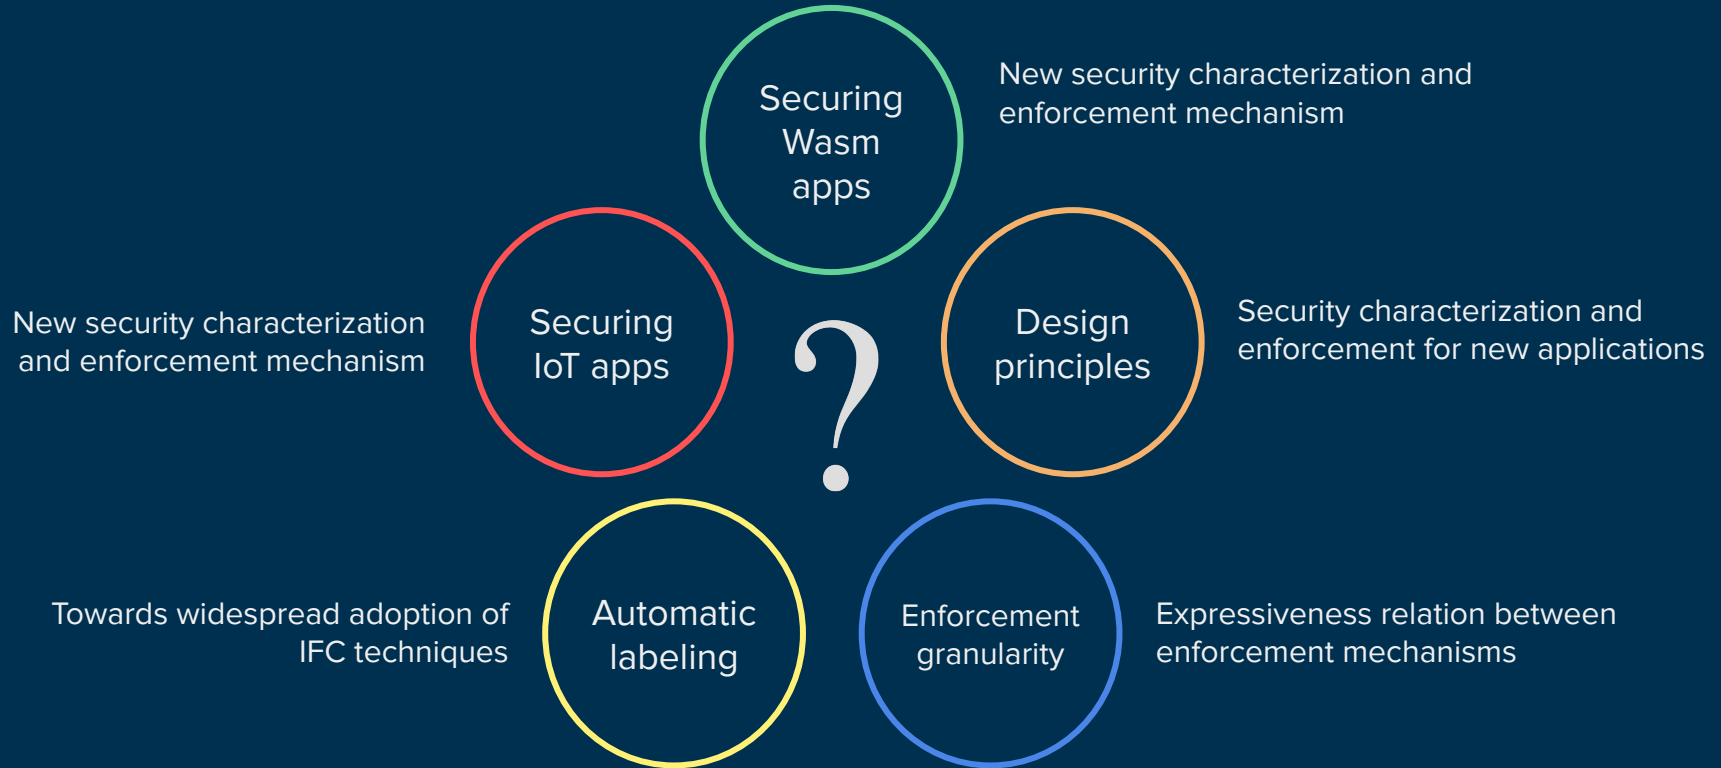 Securing
Wasm
apps
New security characterization and
enforcement mechanism
New security characterization
and enforcement mechanism
Securing
IoT apps
?
Design
principles
Security characterization and
enforcement for new applications
Towards widespread adoption of
IFC techniques
Automatic
labeling
Enforcement
granularity
Expressiveness relation between
enforcement mechanisms